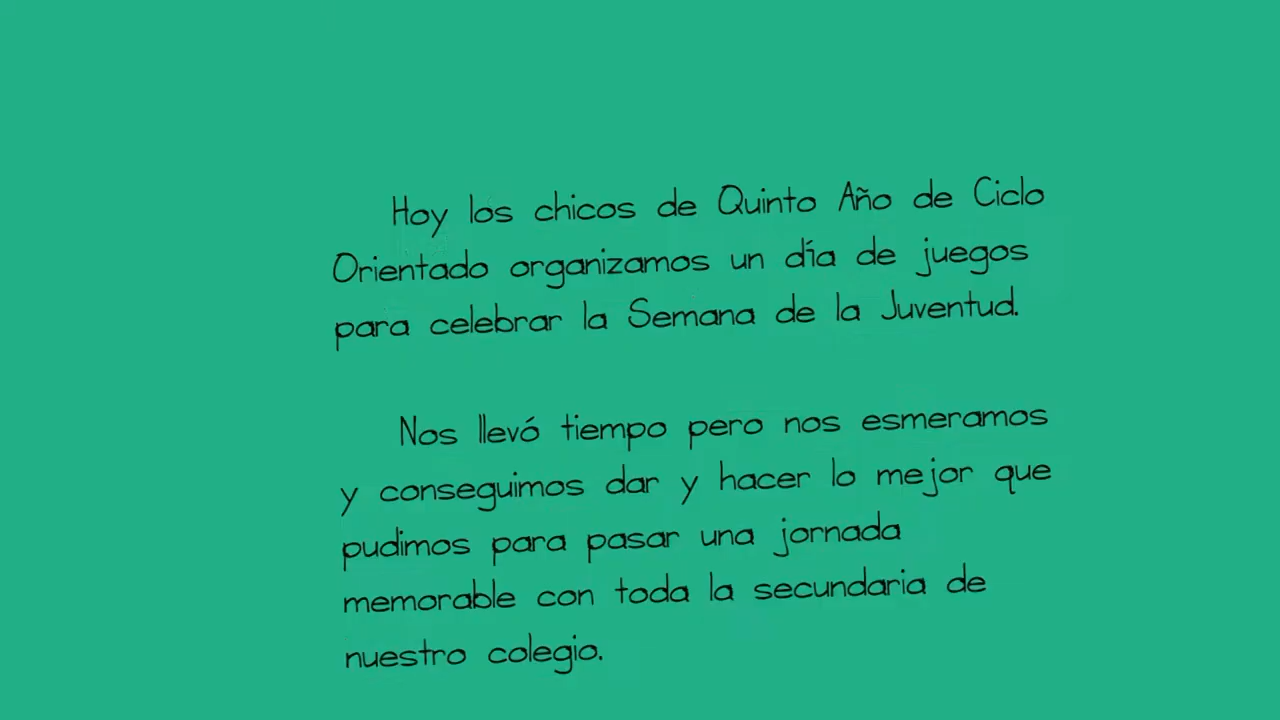 Hoy los chicos de Quinto Año de Ciclo
Orientado organizamos un día de juegos
para celebrar la Semana de la Juventud.
Nos llevó tiempo pero nos esmeramos
y conseguimos dar y hacer lo mejor que
pudimos para pasar una jornada
memorable con toda la secundaria de
nuestro colegio.